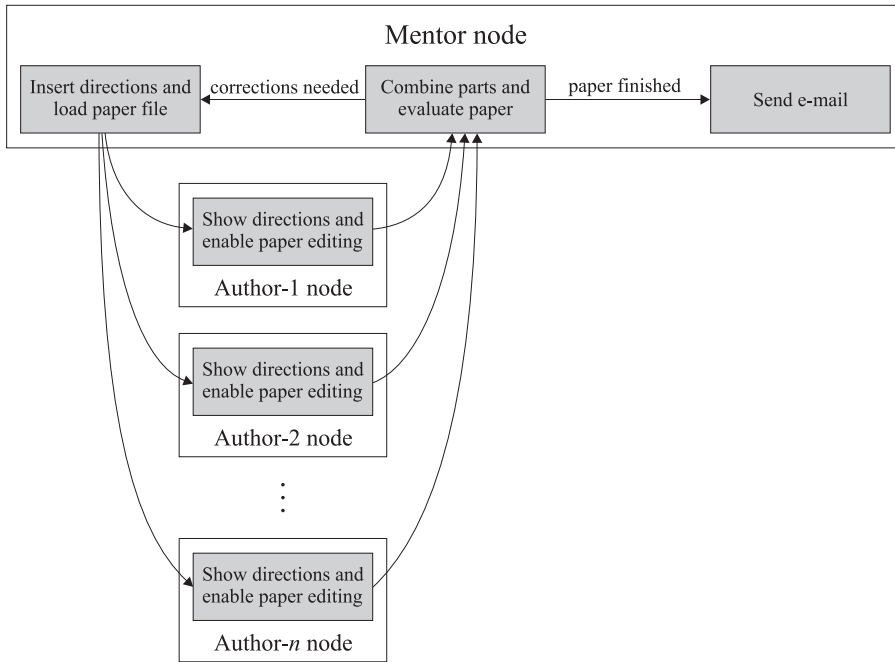 Mentor node
Insert directions and
load paper file
corrections needed
Combine parts and
evaluate paper
paper finished
Send e-mail
Show directions and
enable paper editing
Author-1 node
Show directions and
enable paper editing
Author-2 node
⋮
Show directions and
enable paper editing
Author-n node